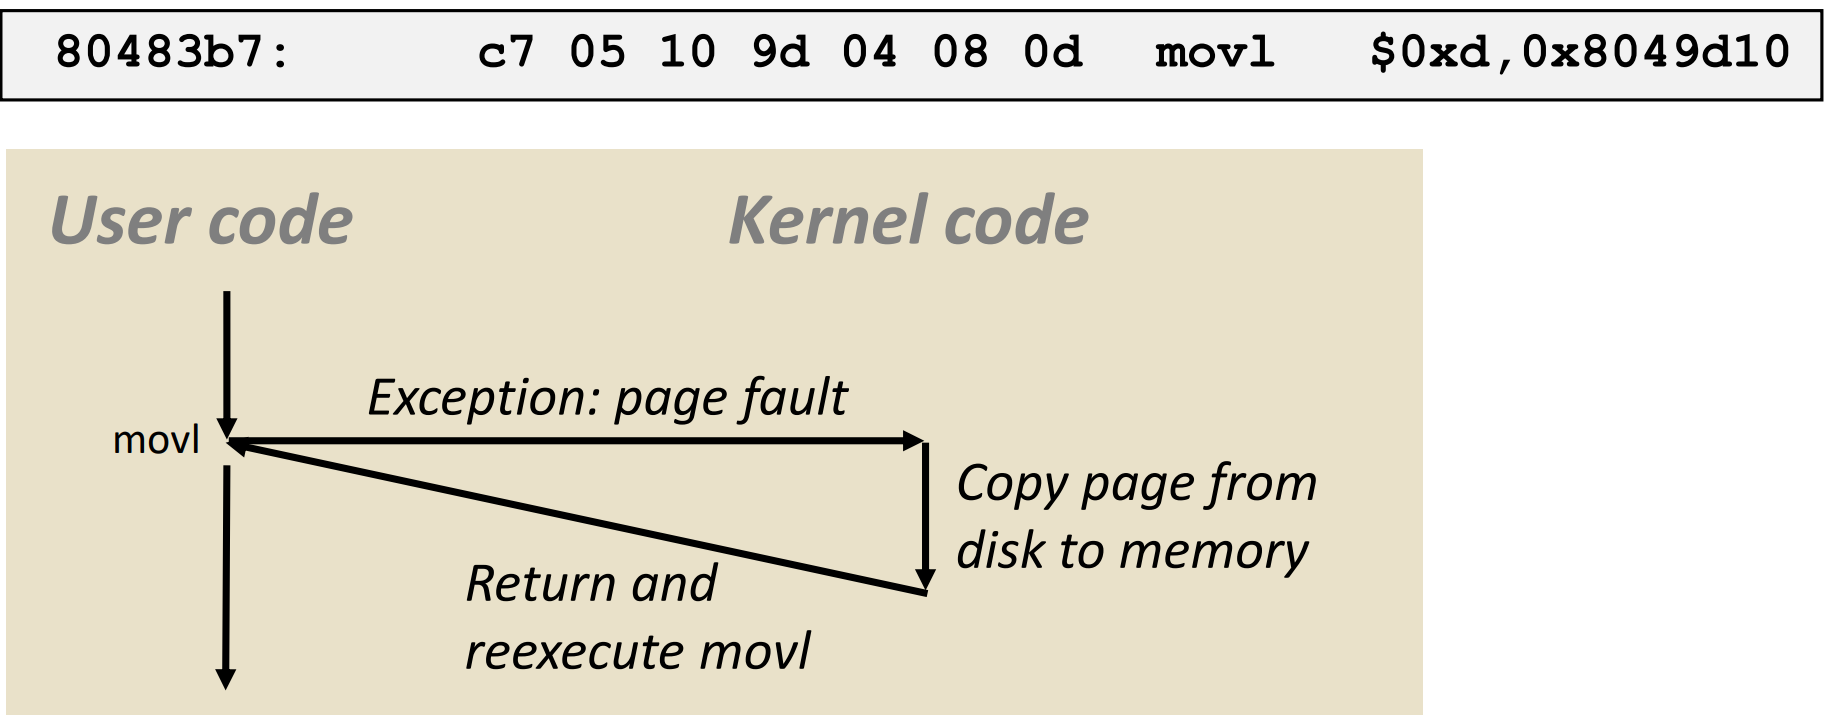 80483b7: c7 05 10 9d 04 08 0d movl $0xd,0x8049d10
User code
Kernel code
Exception: page fault
movl
Copy page from
disk to memory
Return and
reexecute movl